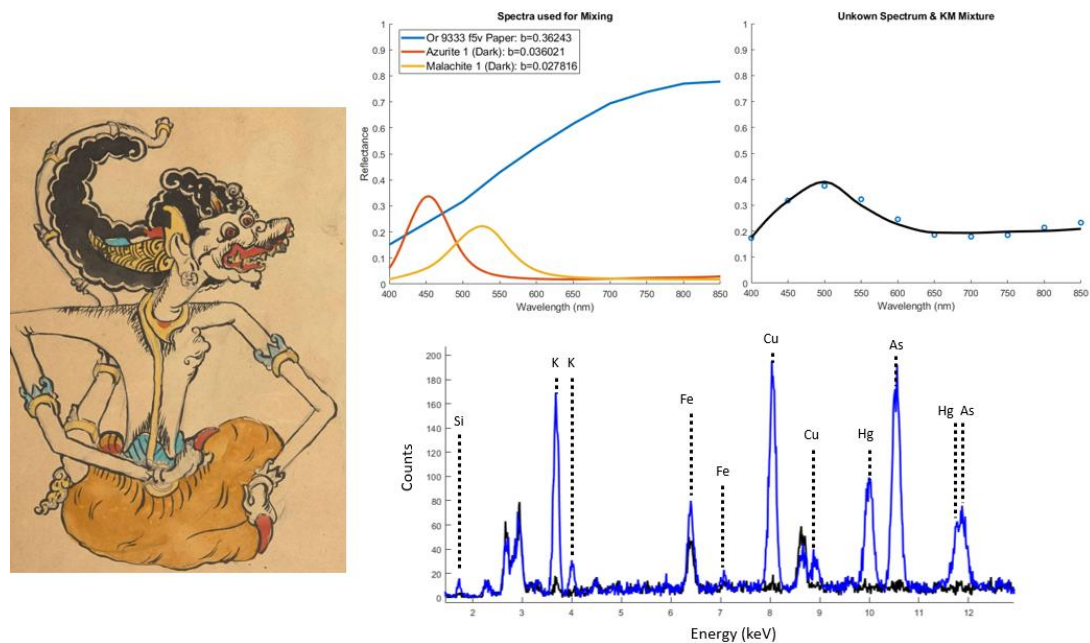 Spectra used for Mixing
1
0.9
0.8
0.7
0.6
0.5
0.4
0.3
0.2
0.1
0
Reflectance
Or 9333 f5v Paper: b=0.36243
Azurite 1 (Dark): b=0.036021
Malachite 1 (Dark): b=0.027816
400 450 500 550 600 650 700 750 800 850
Wavelength (nm)
Unkown Spectrum & KM Mixture
1
0.9
0.8
0.7
0.6
0.5
0.4
0.3
0.2
0.1
0
400 450 500 550 600 650 700 750 800 850
Wavelength (nm)
200
180
160
140
120
100
80
60
40
20
0
Counts
Si
K K
Fe
Fe
Cu
Cu
Hg
As
Hg As
2 3 4 5 6 7 8 9 10 11 12
Energy (keV)